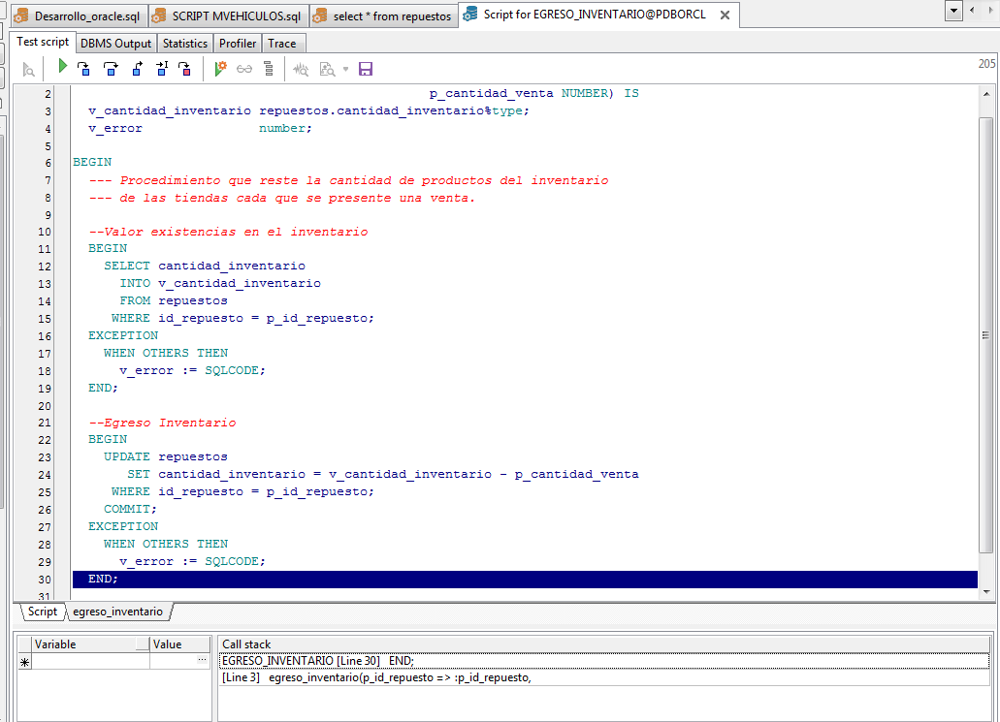 Desarrollo_oracle.sql SCRIPT MVEHICULOS.sql select * from repuestos Script for EGRESO_INVENTARIO@PDBORCL
Test script DBMS Output Statistics Profiler Trace
205
2 p_cantidad_venta NUMBER) IS
3 v_cantidad_inventario repuestos.cantidad_inventario%type;
4 v_error number;
5
6 BEGIN
7 --- Procedimiento que reste la cantidad de productos del inventario
8 --- de las tiendas cada que se presente una venta.
9
10 --Valor existencias en el inventario
11 BEGIN
12 SELECT cantidad_inventario
13 INTO v_cantidad_inventario
14 FROM repuestos
15 WHERE id_repuesto = p_id_repuesto;
16 EXCEPTION
17 WHEN OTHERS THEN
18 v_error := SQLCODE;
19 END;
20
21 --Egreso Inventario
22 BEGIN
23 UPDATE repuestos
24 SET cantidad_inventario = v_cantidad_inventario - p_cantidad_venta
25 WHERE id_repuesto = p_id_repuesto;
26 COMMIT;
27 EXCEPTION
28 WHEN OTHERS THEN
29 v_error := SQLCODE;
30 END;
31
Script egreso_inventario
Variable Value Call stack
EGRESO_INVENTARIO [Line 30] END;
[Line 3] egreso_inventario(p_id_repuesto => :p_id_repuesto,